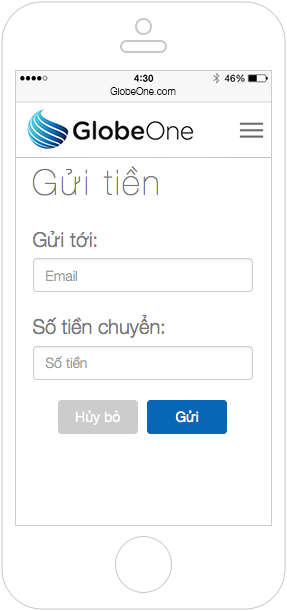 4:30
46%
GlobeOne.com
GlobeOne
Gửi tiền
Gửi tới:
Email
Số tiền chuyển:
Số tiền
Hủy bỏ Gửi